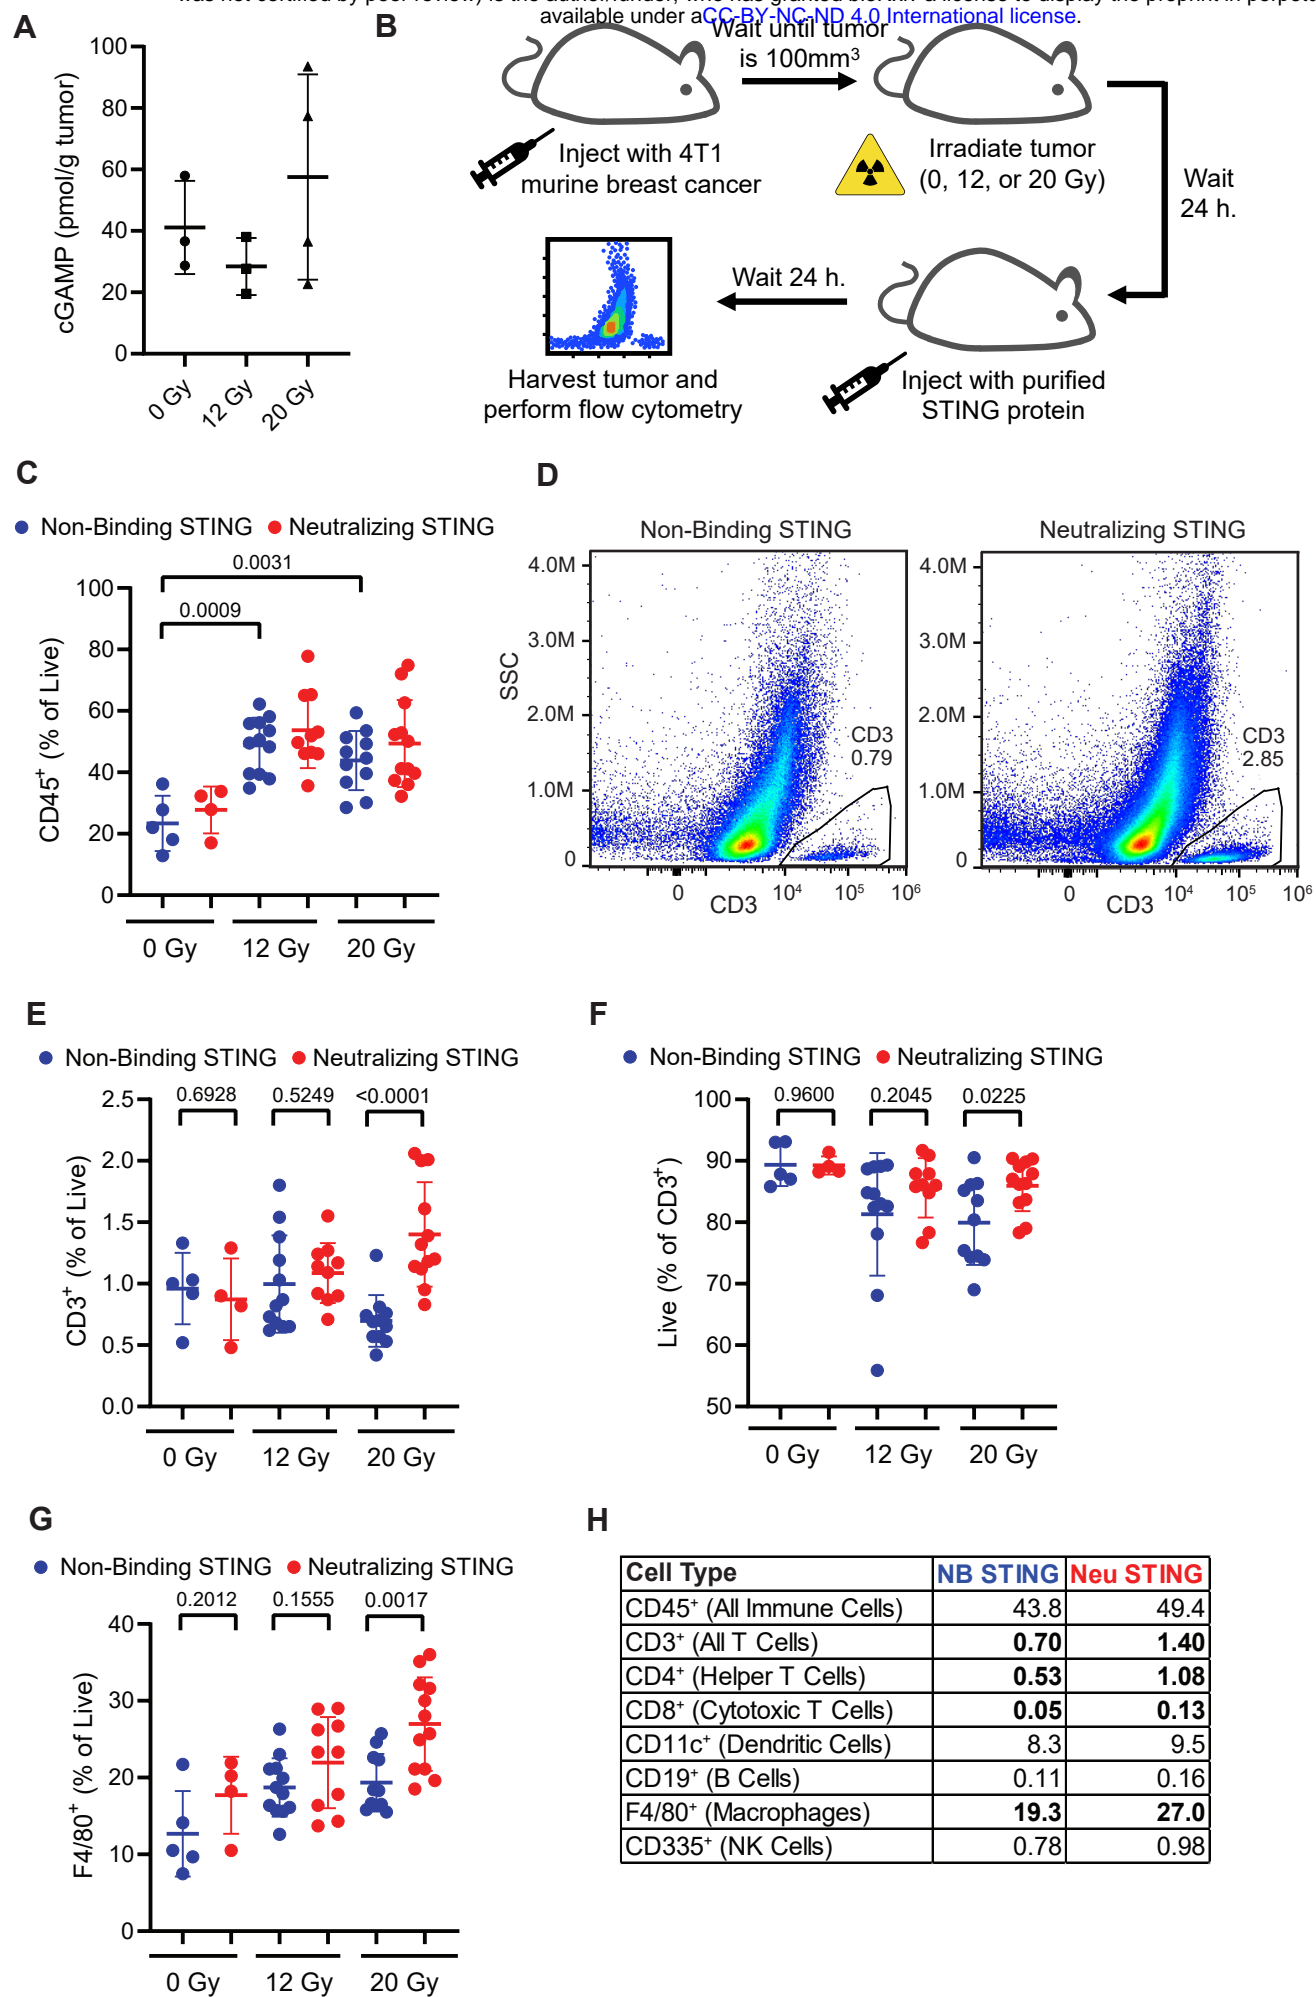 available under aCC-BY-NC-ND 4.0 International license.
A
100
80
60
40
20
0
cGAMP (pmol/g tumor)
0 Gy
12 Gy
20 Gy
B
Wait until tumor
is 100mm³
Inject with 4T1
murine breast cancer
Irradiate tumor
(0, 12, or 20 Gy)
Wait
24 h.
Wait 24 h.
Inject with purified
STING protein
Harvest tumor and
perform flow cytometry
C
Non-Binding STING
Neutralizing STING
0.0031
0.0009
100
80
60
40
20
0
CD45⁺ (% of Live)
0 Gy
12 Gy
20 Gy
D
Non-Binding STING
4.0M
3.0M
2.0M
1.0M
0
SSC
CD3
0.79
0
10⁴
10⁵
10⁶
CD3
Neutralizing STING
4.0M
3.0M
2.0M
1.0M
0
CD3
2.85
0
10⁴
10⁵
10⁶
CD3
E
Non-Binding STING
Neutralizing STING
0.6928
0.5249
<0.0001
2.5
2.0
1.5
1.0
0.5
0.0
CD3⁺ (% of Live)
0 Gy
12 Gy
20 Gy
F
Non-Binding STING
Neutralizing STING
0.9600
0.2045
0.0225
100
90
80
70
60
50
Live (% of CD3⁺)
0 Gy
12 Gy
20 Gy
G
Non-Binding STING
Neutralizing STING
0.2012
0.1555
0.0017
40
30
20
10
0
F4/80⁺ (% of Live)
0 Gy
12 Gy
20 Gy
H
Cell Type NB STING Neu STING
CD45⁺ (All Immune Cells) 43.8 49.4
CD3⁺ (All T Cells) 0.70 1.40
CD4⁺ (Helper T Cells) 0.53 1.08
CD8⁺ (Cytotoxic T Cells) 0.05 0.13
CD11c⁺ (Dendritic Cells) 8.3 9.5
CD19⁺ (B Cells) 0.11 0.16
F4/80⁺ (Macrophages) 19.3 27.0
CD335⁺ (NK Cells) 0.78 0.98